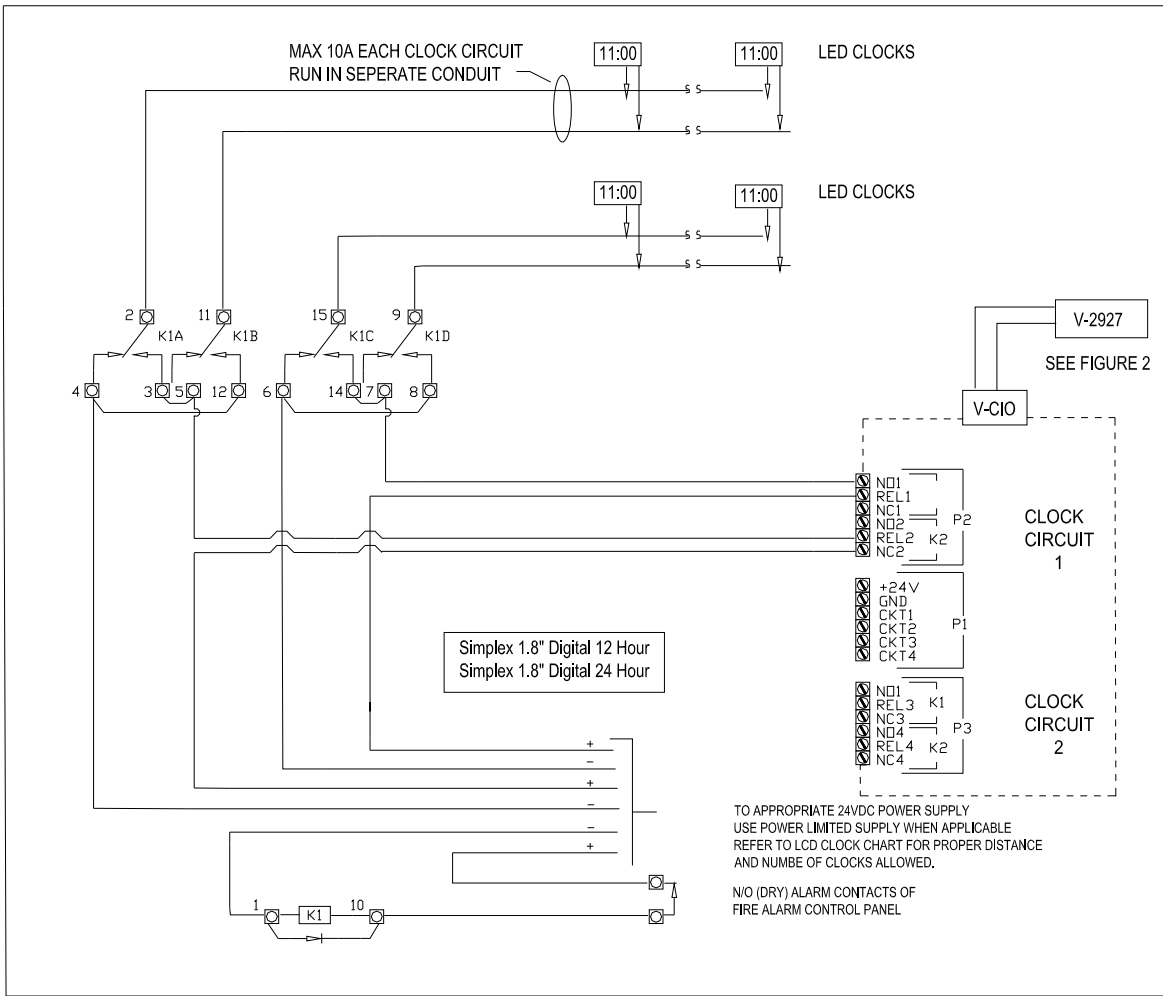 MAX 10A EACH CLOCK CIRCUIT
RUN IN SEPERATE CONDUIT
11:00
11:00
LED CLOCKS
11:00
11:00
LED CLOCKS
2
11
15
9
K1A
K1B
K1C
K1D
4
3
5
12
6
14
7
8
V-2927
SEE FIGURE 2
V-CIO
NO1
REL1
NC1
NO2
REL2
NC2
P2
K2
CLOCK
CIRCUIT
1
+24V
GND
CKT1
CKT2
CKT3
CKT4
P1
Simplex 1.8" Digital 12 Hour
Simplex 1.8" Digital 24 Hour
NO1
REL3
NC3
NO4
REL4
NC4
K1
P3
K2
CLOCK
CIRCUIT
2
+
-
+
-
-
+
TO APPROPRIATE 24VDC POWER SUPPLY
USE POWER LIMITED SUPPLY WHEN APPLICABLE
REFER TO LCD CLOCK CHART FOR PROPER DISTANCE
AND NUMBE OF CLOCKS ALLOWED.
N/O (DRY) ALARM CONTACTS OF
FIRE ALARM CONTROL PANEL
1
K1
10